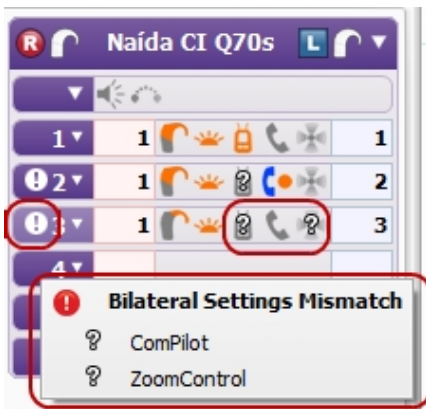 R Naída CI Q70s L
1 1 1
! 2 1 ? 2
! 3 1 ? ? 3
4
! Bilateral Settings Mismatch
? ComPilot
? ZoomControl